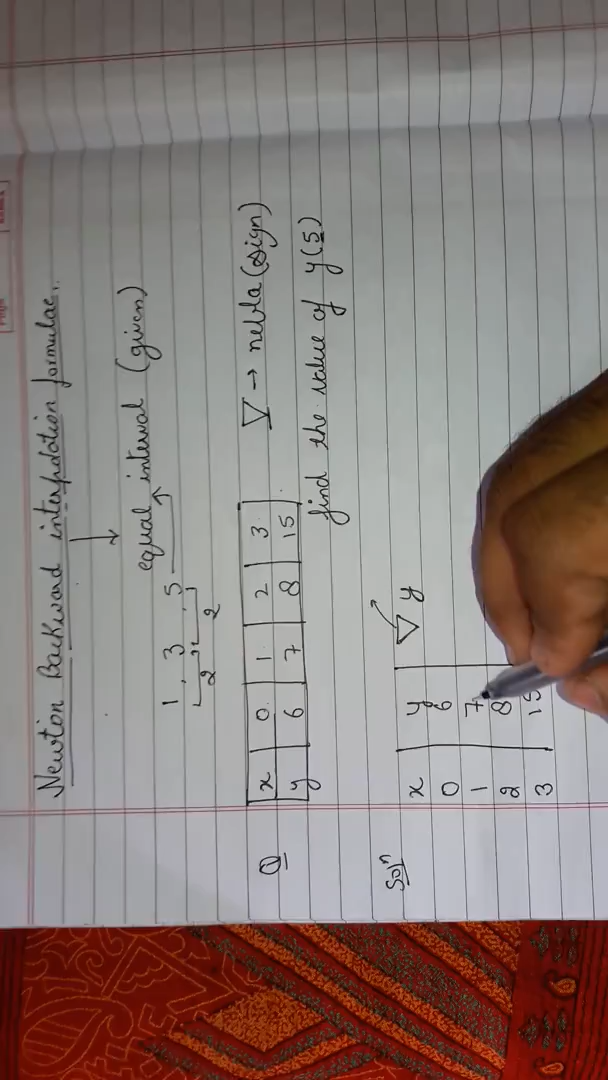 Newton Backward interpolation formulae.
↓
equal interval (given)
1, 3, 5
2 2
Q x 0 1 2 3 ∇ → nebla (sign)
y 6 7 8 15
find the value of y(5)
Solⁿ x y ∇y
0 6
1 7
2 8
3 15